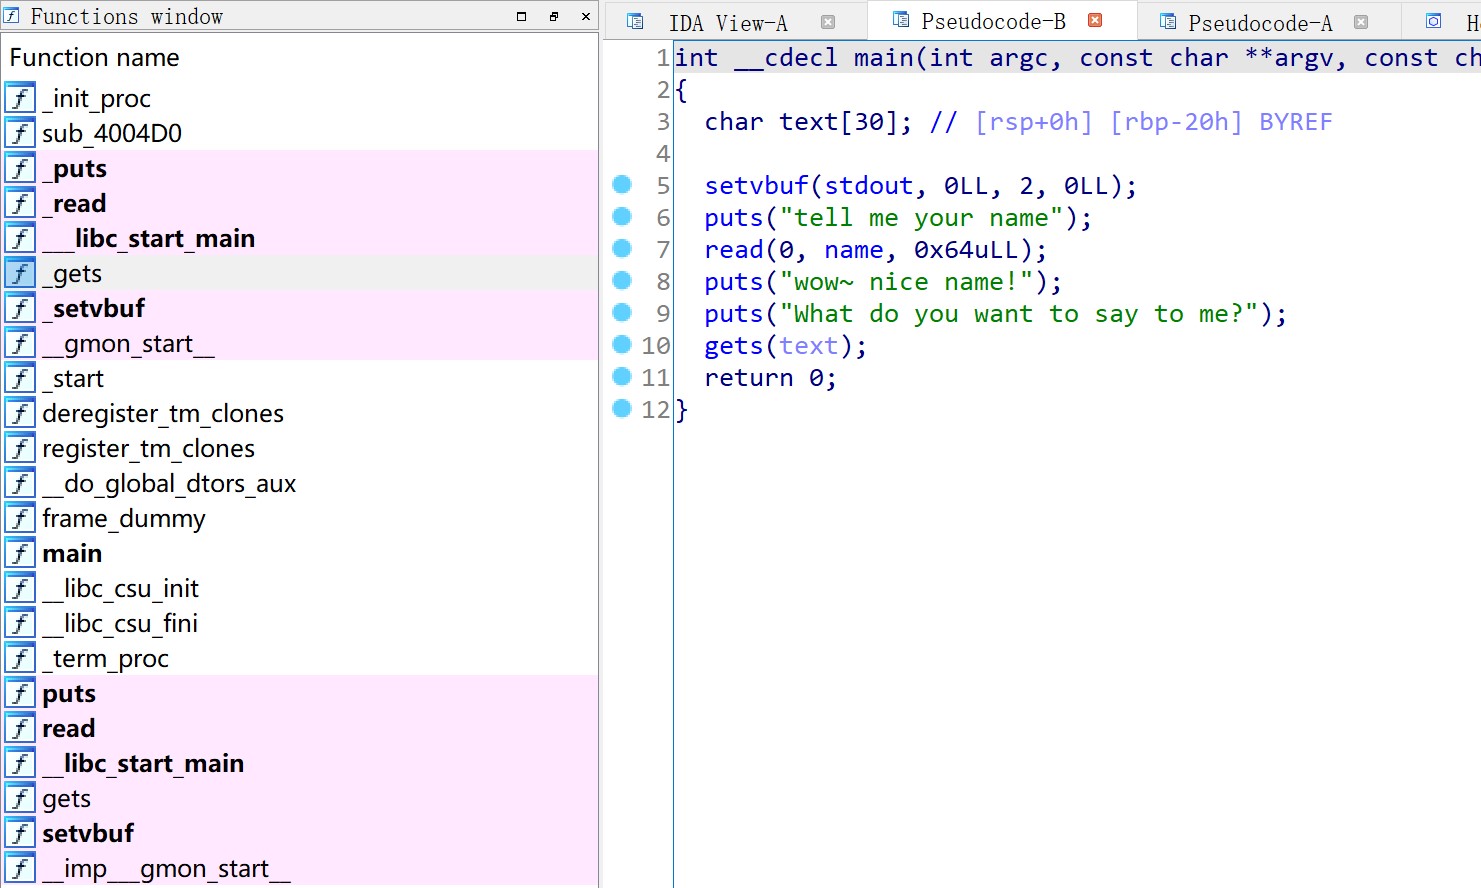 Functions window
Function name
_init_proc
sub_4004D0
_puts
_read
___libc_start_main
_gets
_setvbuf
__gmon_start__
_start
deregister_tm_clones
register_tm_clones
__do_global_dtors_aux
frame_dummy
main
__libc_csu_init
__libc_csu_fini
_term_proc
puts
read
__libc_start_main
gets
setvbuf
__imp___gmon_start__
IDA View-A Pseudocode-B Pseudocode-A H
1 int __cdecl main(int argc, const char **argv, const ch
2 {
3 char text[30]; // [rsp+0h] [rbp-20h] BYREF
4
5 setvbuf(stdout, 0LL, 2, 0LL);
6 puts("tell me your name");
7 read(0, name, 0x64uLL);
8 puts("wow~ nice name!");
9 puts("What do you want to say to me?");
10 gets(text);
11 return 0;
12 }